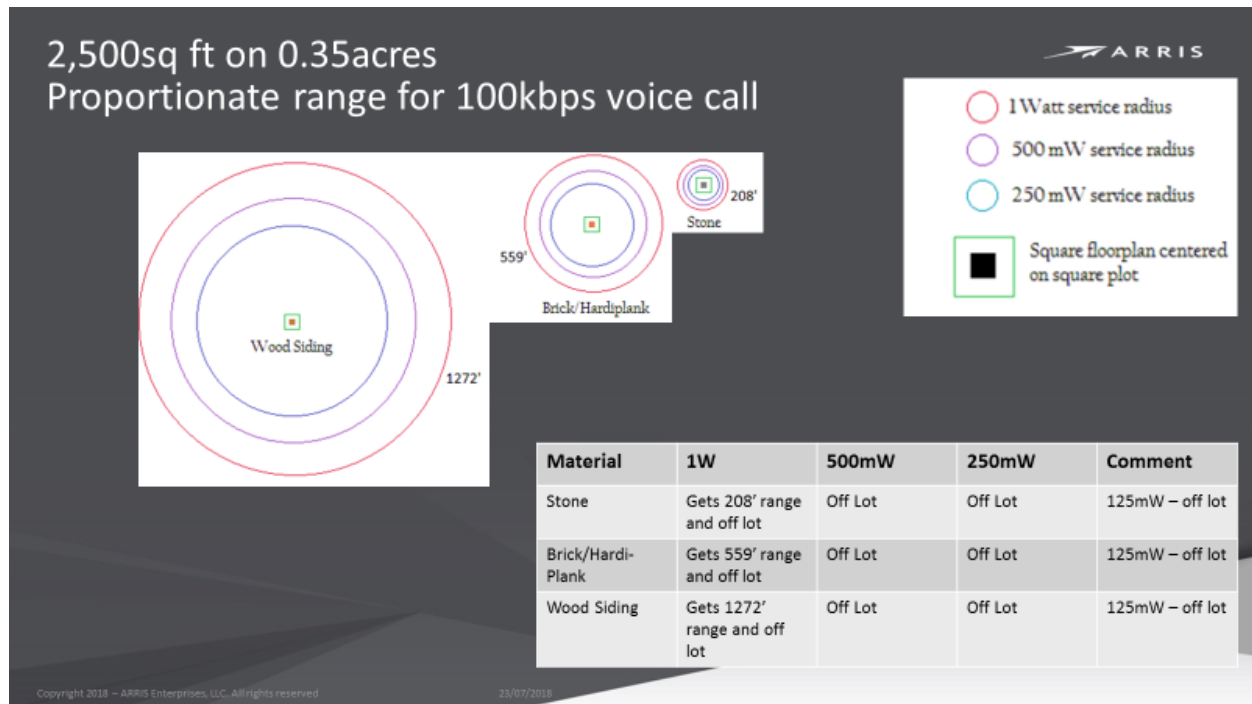 2,500sq ft on 0.35acres
Proportionate range for 100kbps voice call
ARRIS
1 Watt service radius
500 mW service radius
250 mW service radius
Square floorplan centered
on square plot
208'
Stone
559'
Brick/Hardiplank
Wood Siding
1272'
Material 1W 500mW 250mW Comment
Stone Gets 208' range Off Lot Off Lot 125mW – off lot
and off lot
Brick/Hardi- Gets 559' range Off Lot Off Lot 125mW – off lot
Plank and off lot
Wood Siding Gets 1272' Off Lot Off Lot 125mW – off lot
range and off
lot
Copyright 2018 – ARRIS Enterprises, LLC. All rights reserved 23/07/2018